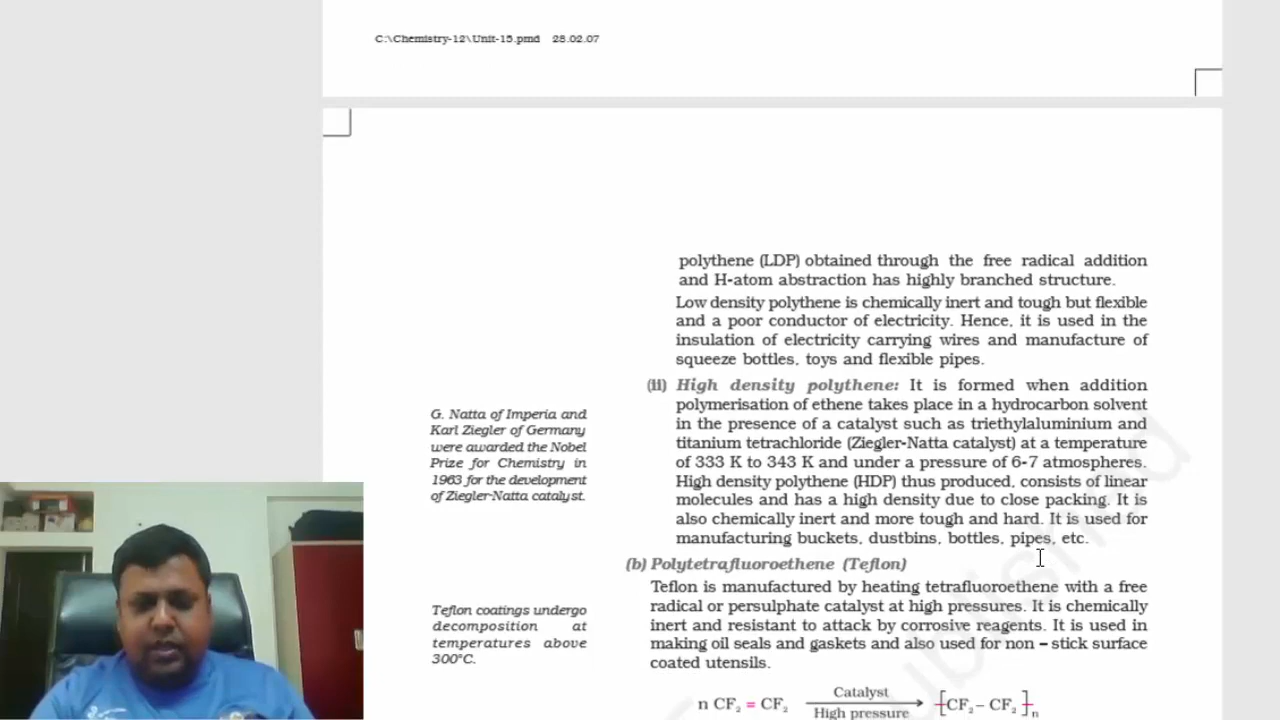 C:\Chemistry-12\Unit-15.pmd 28.02.07
polythene (LDP) obtained through the free radical addition
and H-atom abstraction has highly branched structure.
Low density polythene is chemically inert and tough but flexible
and a poor conductor of electricity. Hence, it is used in the
insulation of electricity carrying wires and manufacture of
squeeze bottles, toys and flexible pipes.
(ii) High density polythene: It is formed when addition
polymerisation of ethene takes place in a hydrocarbon solvent
in the presence of a catalyst such as triethylaluminium and
titanium tetrachloride (Ziegler-Natta catalyst) at a temperature
of 333 K to 343 K and under a pressure of 6-7 atmospheres.
High density polythene (HDP) thus produced, consists of linear
molecules and has a high density due to close packing. It is
also chemically inert and more tough and hard. It is used for
manufacturing buckets, dustbins, bottles, pipes, etc.
G. Natta of Imperia and
Karl Ziegler of Germany
were awarded the Nobel
Prize for Chemistry in
1963 for the development
of Ziegler-Natta catalyst.
(b) Polytetrafluoroethene (Teflon)
Teflon is manufactured by heating tetrafluoroethene with a free
radical or persulphate catalyst at high pressures. It is chemically
inert and resistant to attack by corrosive reagents. It is used in
making oil seals and gaskets and also used for non – stick surface
coated utensils.
Teflon coatings undergo
decomposition at
temperatures above
300°C.
n CF₂ = CF₂ Catalyst High pressure → [CF₂ – CF₂]ₙ